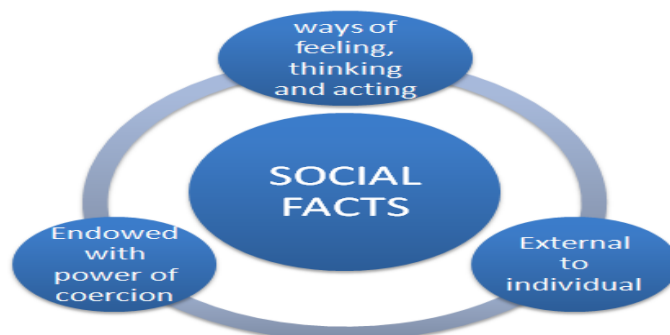 ways of
feeling,
thinking
and acting
SOCIAL
FACTS
Endowed
with
power of
coercion
External
to
individual